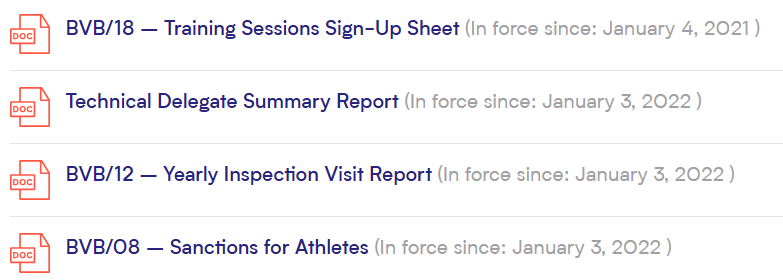 DOC BVB/18 — Training Sessions Sign-Up Sheet (In force since: January 4, 2021 )
DOC Technical Delegate Summary Report (In force since: January 3, 2022 )
DOC BVB/12 — Yearly Inspection Visit Report (In force since: January 3, 2022 )
DOC BVB/08 — Sanctions for Athletes (In force since: January 3, 2022 )